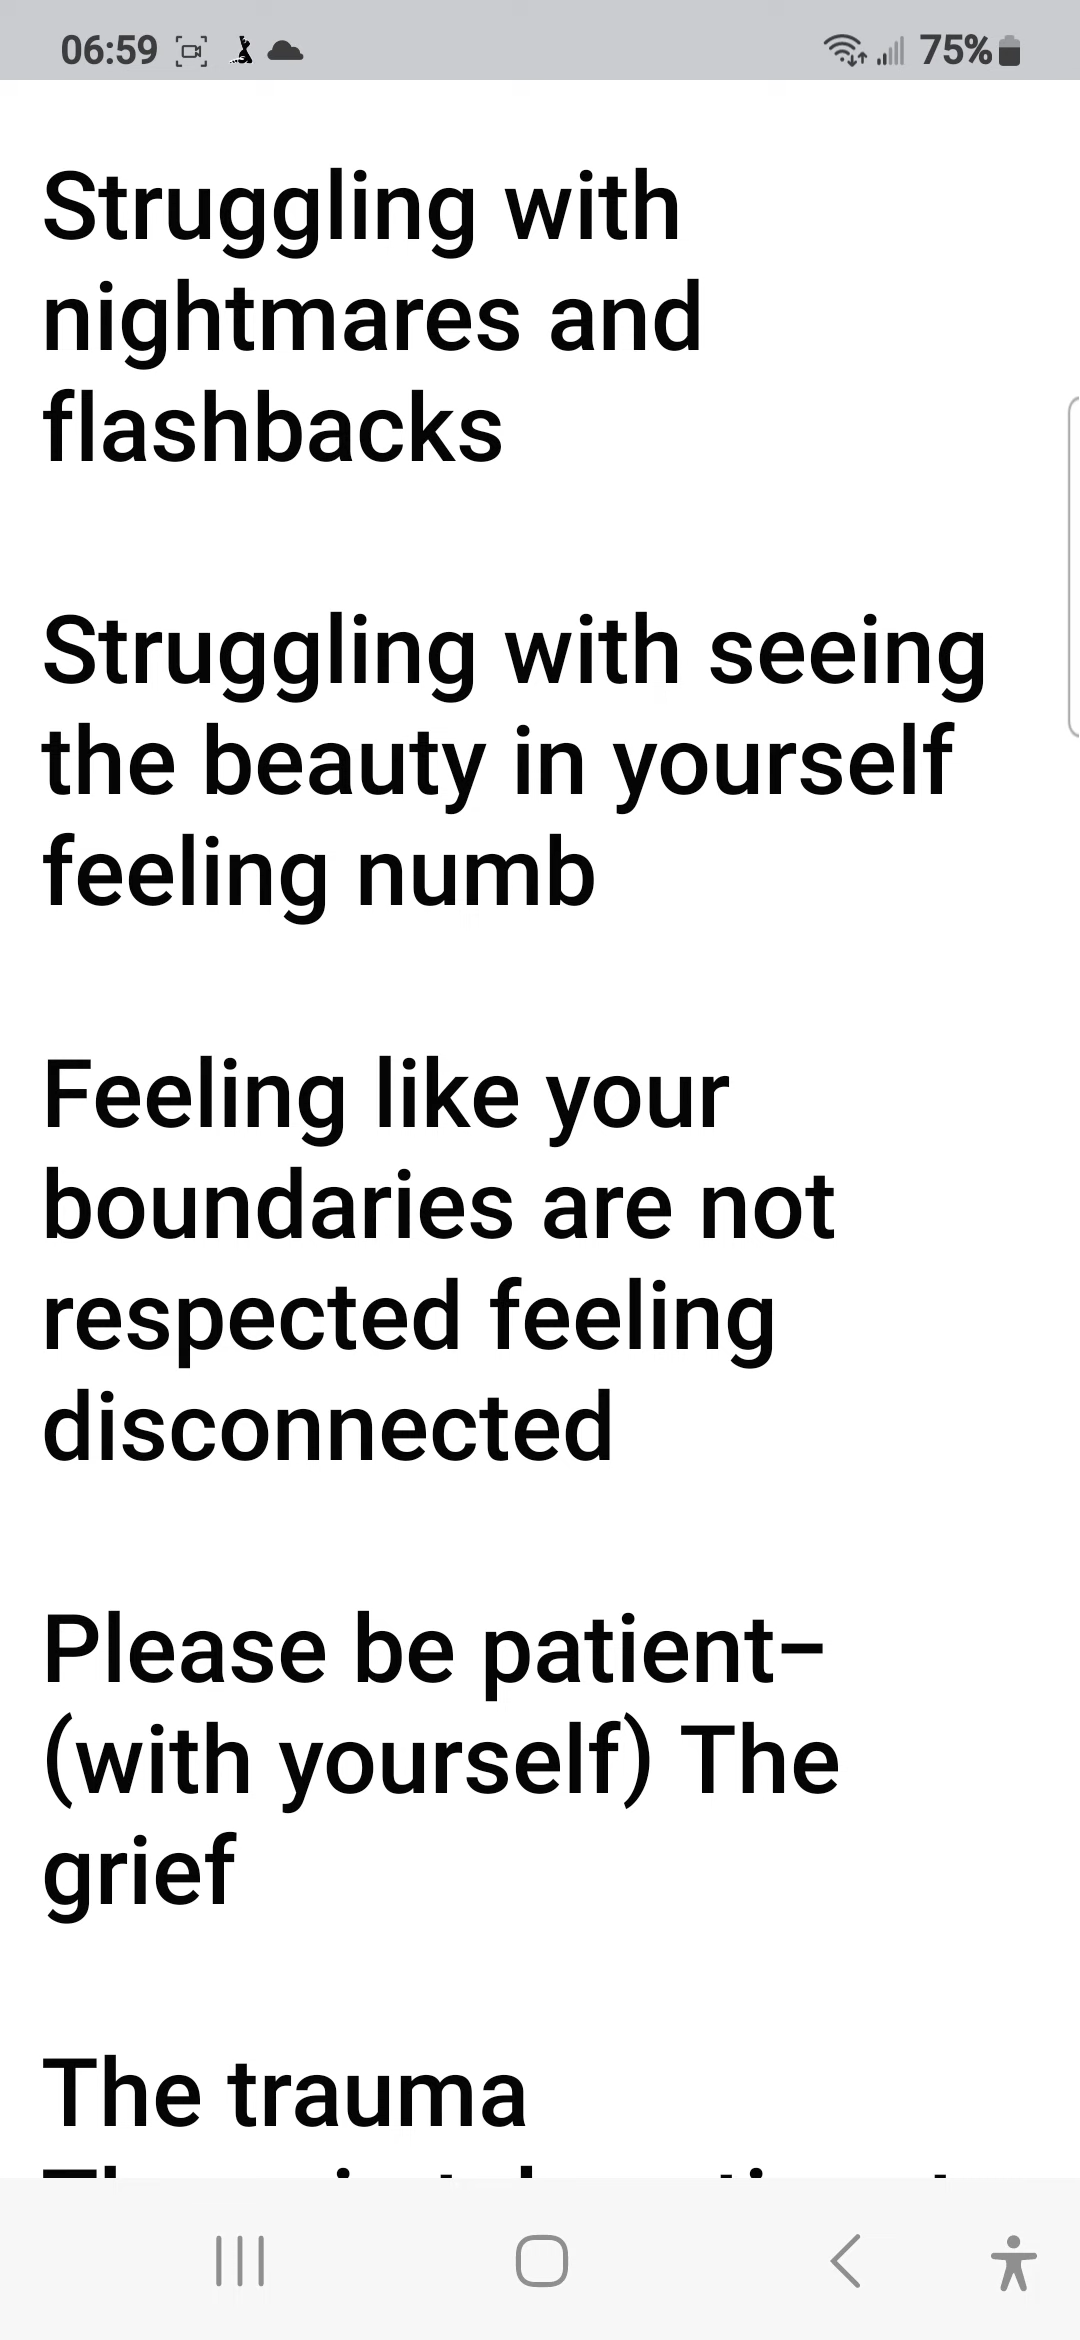 06:59 75%
Struggling with
nightmares and
flashbacks
Struggling with seeing
the beauty in yourself
feeling numb
Feeling like your
boundaries are not
respected feeling
disconnected
Please be patient-
(with yourself) The
grief
The trauma